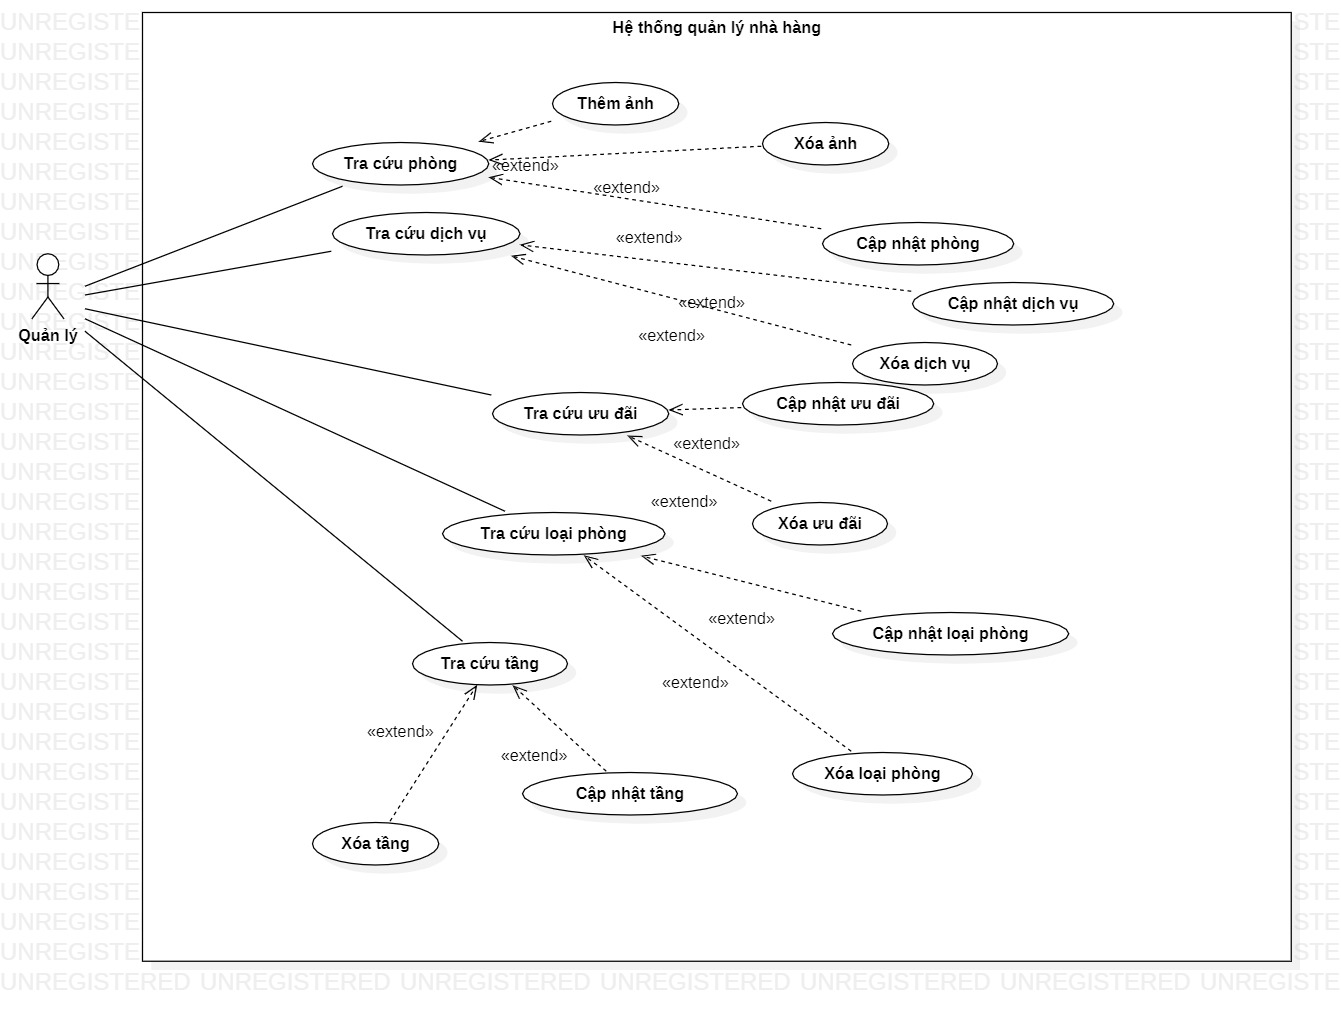 Hệ thống quản lý nhà hàng
Thêm ảnh
Xóa ảnh
Tra cứu phòng
«extend»
«extend»
Tra cứu dịch vụ
«extend»
Cập nhật phòng
Cập nhật dịch vụ
«extend»
Quản lý
«extend»
Xóa dịch vụ
Cập nhật ưu đãi
Tra cứu ưu đãi
«extend»
«extend»
Xóa ưu đãi
Tra cứu loại phòng
«extend»
Cập nhật loại phòng
Tra cứu tầng
«extend»
«extend»
«extend»
Xóa loại phòng
Cập nhật tầng
Xóa tầng
UNREGISTERED UNREGISTERED UNREGISTERED UNREGISTERED UNREGISTERED UNREGISTERED UNREGISTE